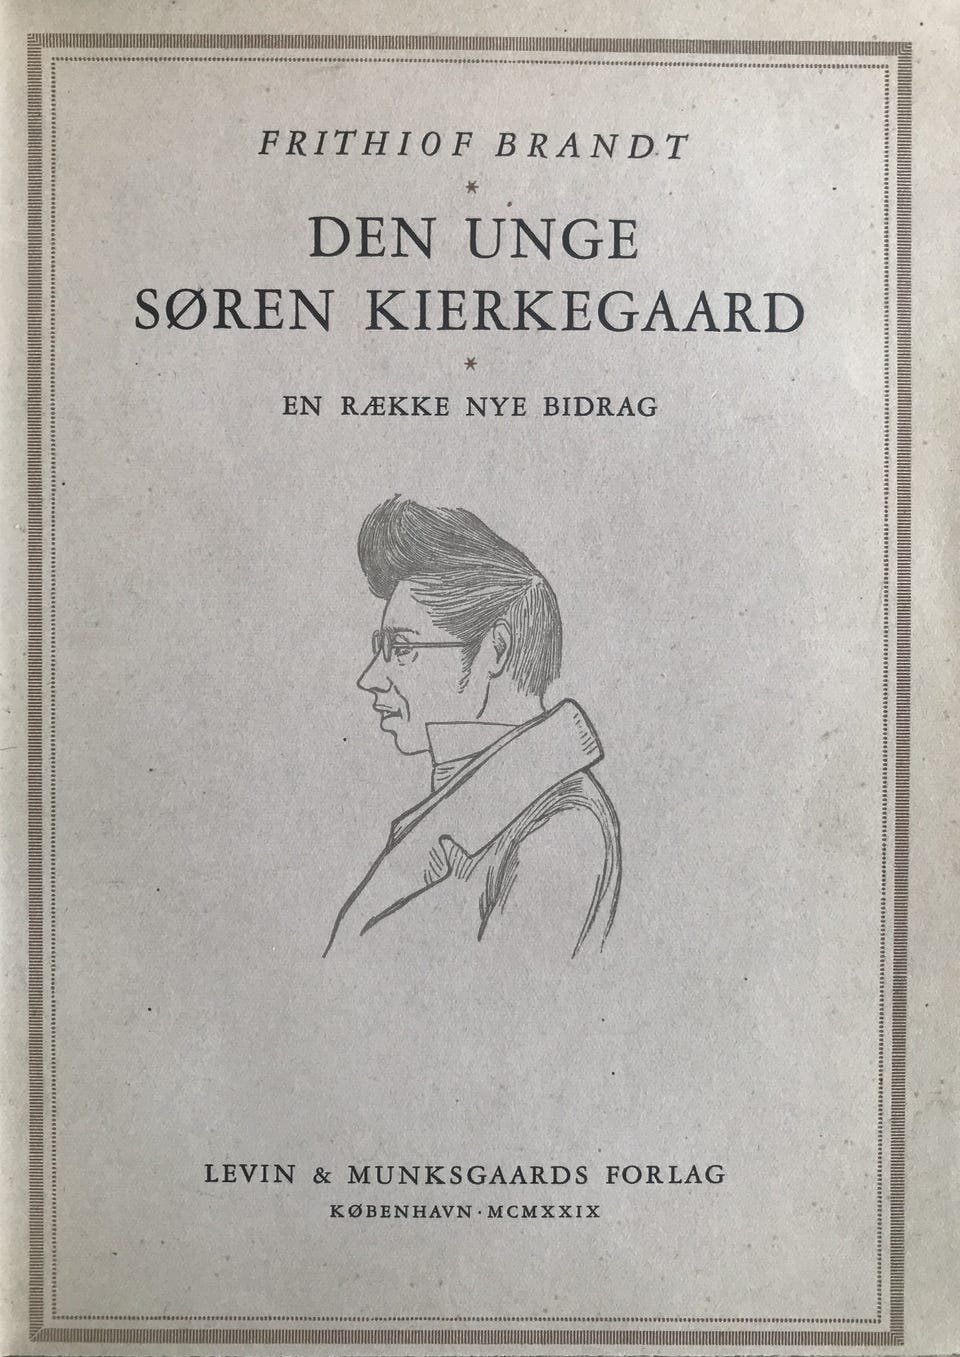 FRITHIOF BRANDT
*
DEN UNGE
SØREN KIERKEGAARD
*
EN RÆKKE NYE BIDRAG
LEVIN & MUNKSGAARDS FORLAG
KØBENHAVN · MCMXXIX